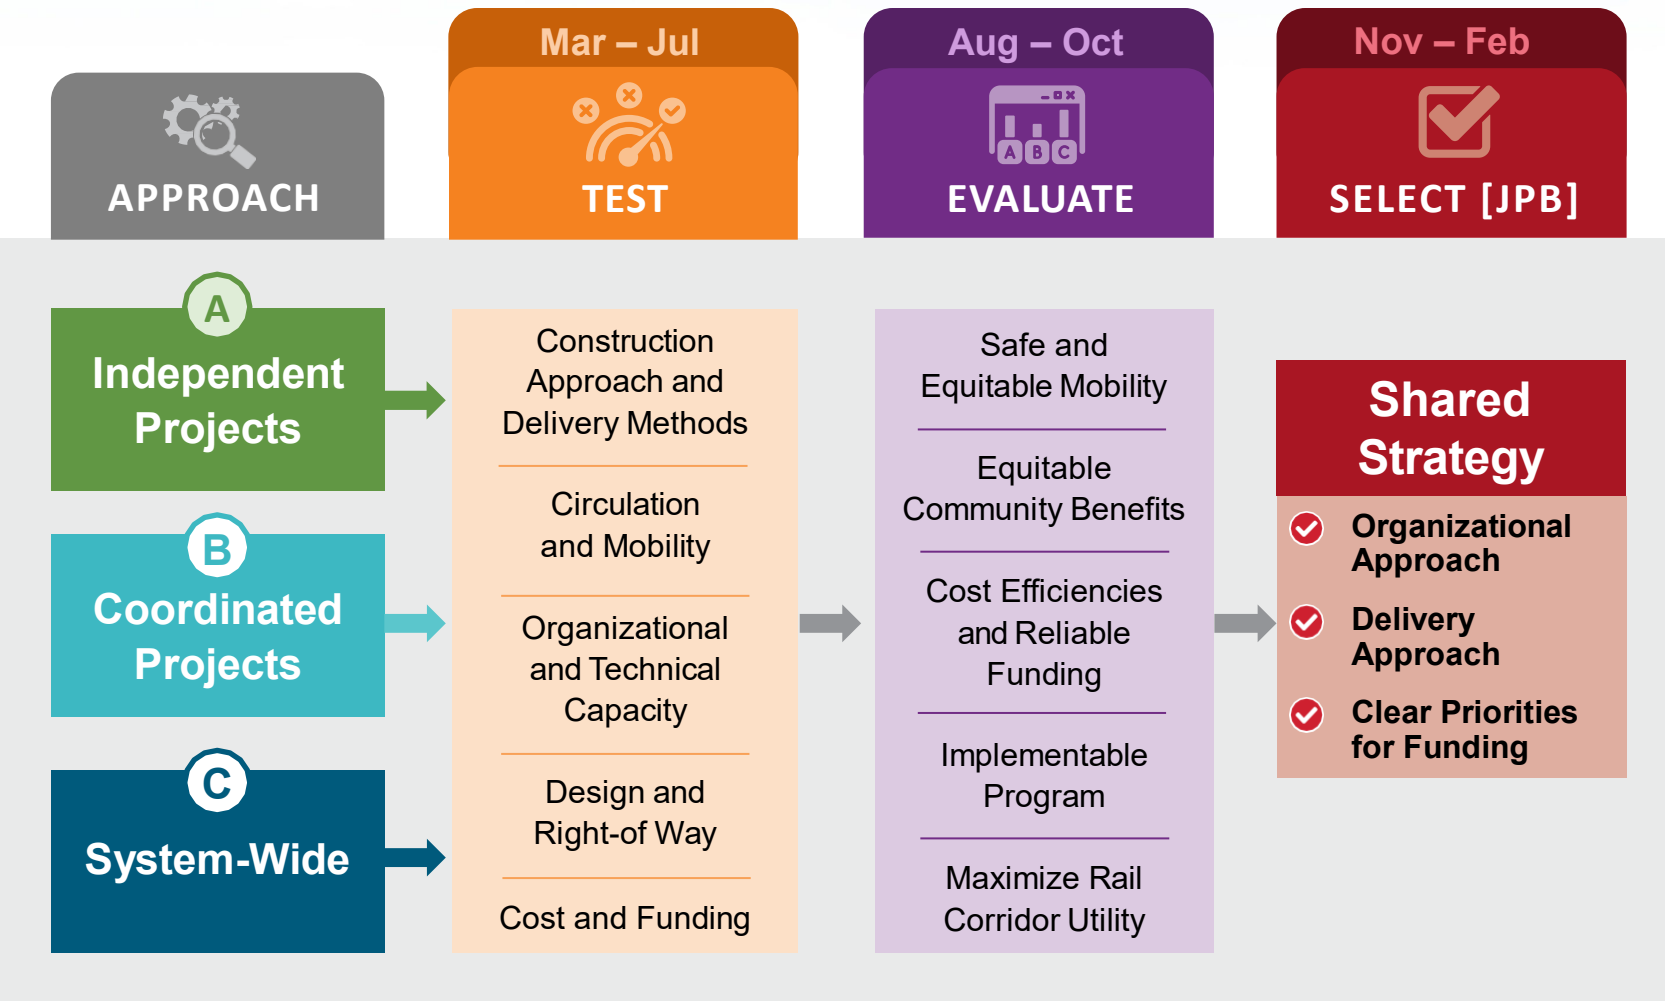 APPROACH
A
Independent
Projects
B
Coordinated
Projects
C
System-Wide
Mar – Jul
TEST
Construction
Approach and
Delivery Methods
Circulation
and Mobility
Organizational
and Technical
Capacity
Design and
Right-of Way
Cost and Funding
Aug – Oct
A B C
EVALUATE
Safe and
Equitable Mobility
Equitable
Community Benefits
Cost Efficiencies
and Reliable
Funding
Implementable
Program
Maximize Rail
Corridor Utility
Nov – Feb
SELECT [JPB]
Shared
Strategy
Organizational
Approach
Delivery
Approach
Clear Priorities
for Funding